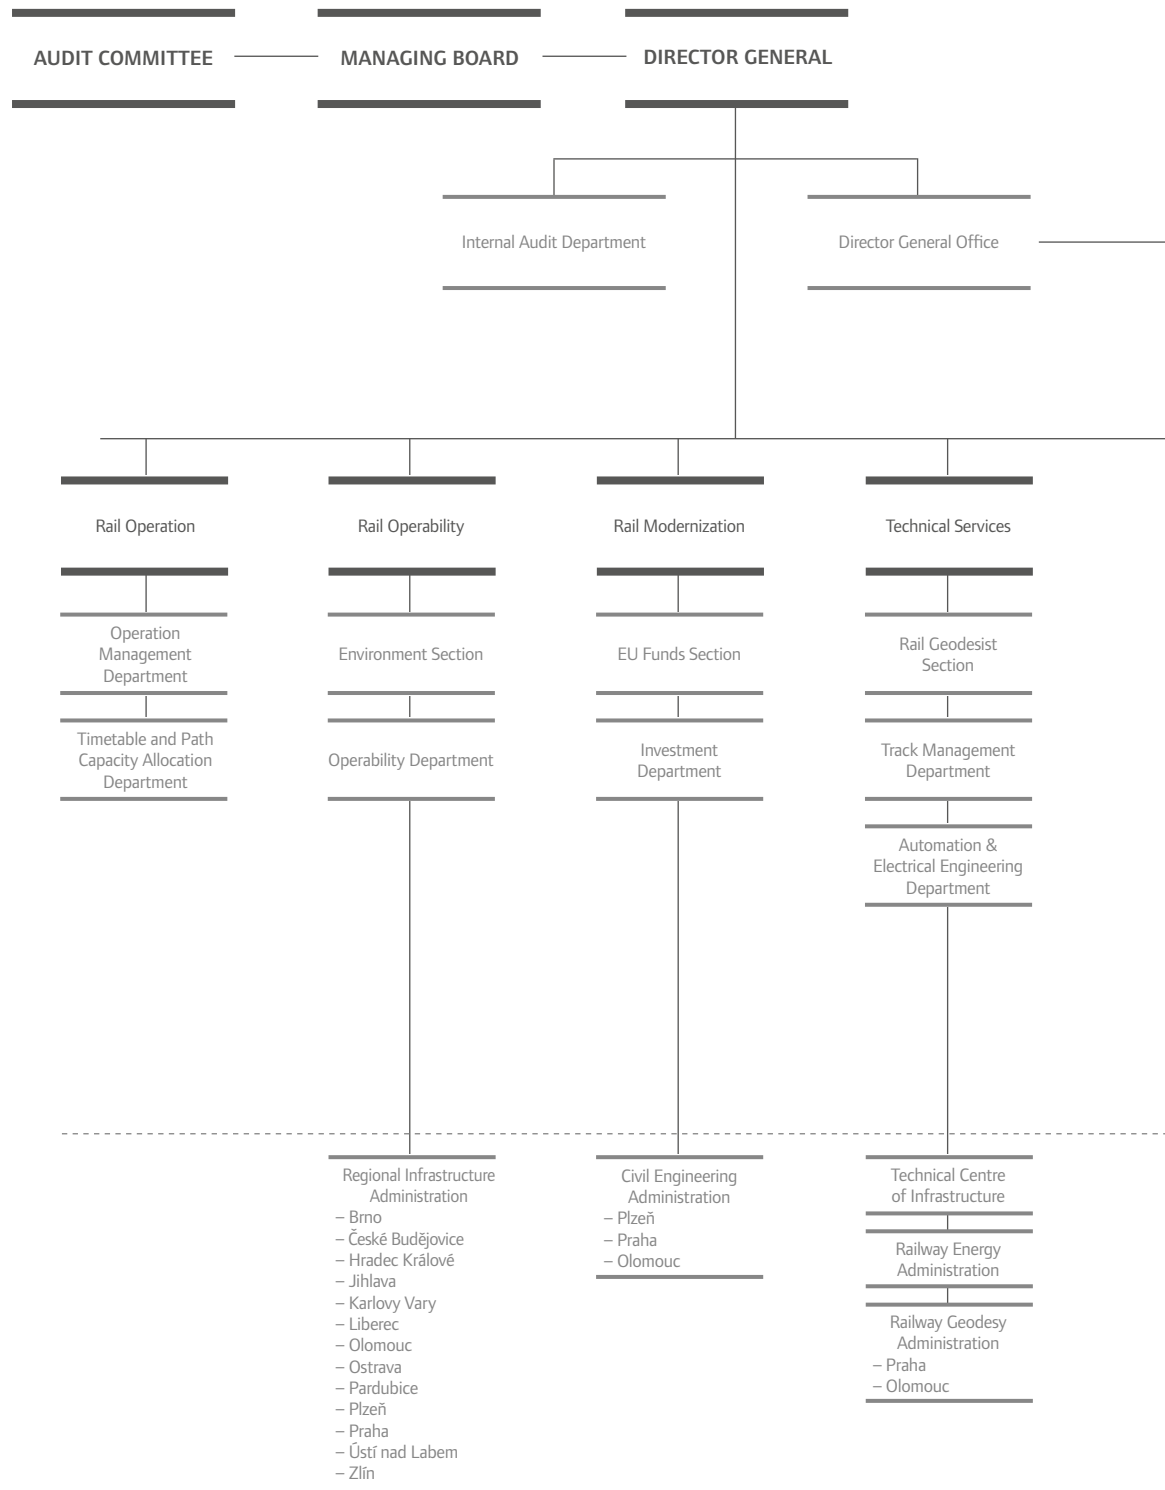 AUDIT COMMITTEE
MANAGING BOARD
DIRECTOR GENERAL
Internal Audit Department
Director General Office
Rail Operation
Rail Operability
Rail Modernization
Technical Services
Operation
Management
Department
Environment Section
EU Funds Section
Rail Geodesist
Section
Timetable and Path
Capacity Allocation
Department
Operability Department
Investment
Department
Track Management
Department
Automation &
Electrical Engineering
Department
Regional Infrastructure
Administration
– Brno
– České Budějovice
– Hradec Králové
– Jihlava
– Karlovy Vary
– Liberec
– Olomouc
– Ostrava
– Pardubice
– Plzeň
– Praha
– Ústí nad Labem
– Zlín
Civil Engineering
Administration
– Plzeň
– Praha
– Olomouc
Technical Centre
of Infrastructure
Railway Energy
Administration
Railway Geodesy
Administration
– Praha
– Olomouc